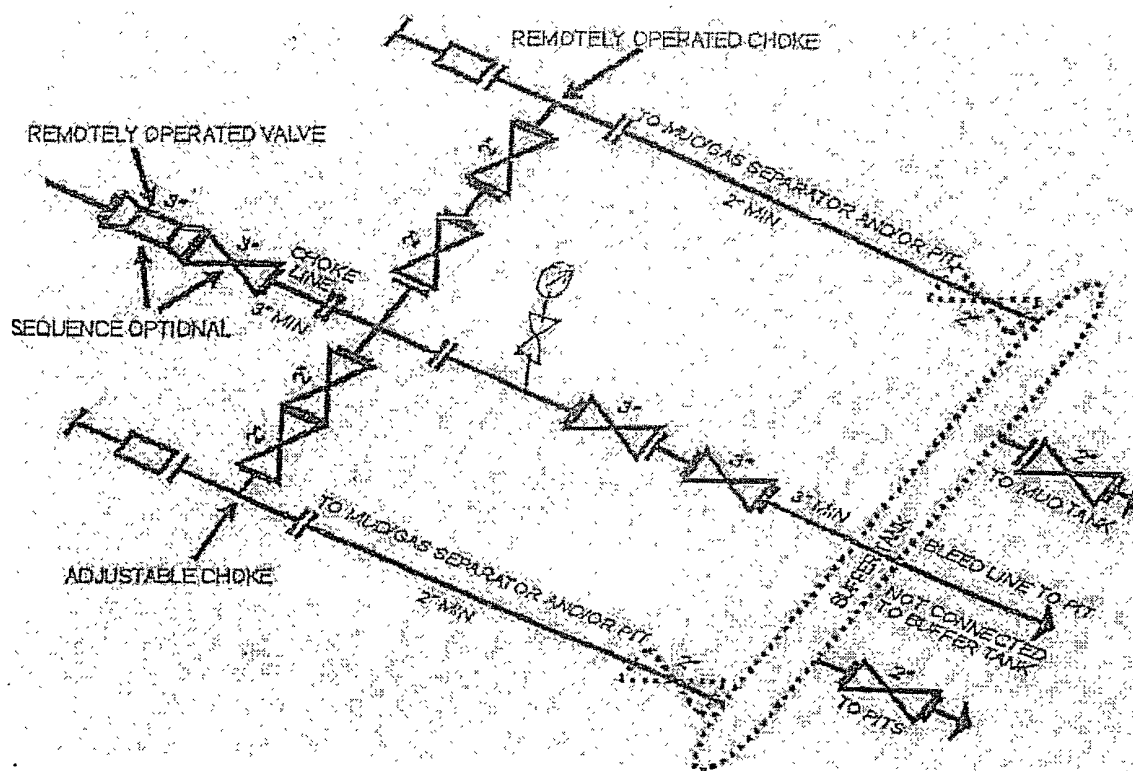 REMOTELY OPERATED CHOKE
REMOTELY OPERATED VALVE
TO MUD/GAS SEPARATOR AND/OR PIT
2" MIN
3"
3"
2"
2"
CHOKE
LINE
3" MIN
SEQUENCE OPTIONAL
2"
2"
3"
3"
3" MIN
TO MUD TANK
BUFFER TANK
BLEED LINE TO PIT
NOT CONNECTED
TO BUFFER TANK
TO MUD/GAS SEPARATOR AND/OR PIT
2" MIN
ADJUSTABLE CHOKE
TO PITS